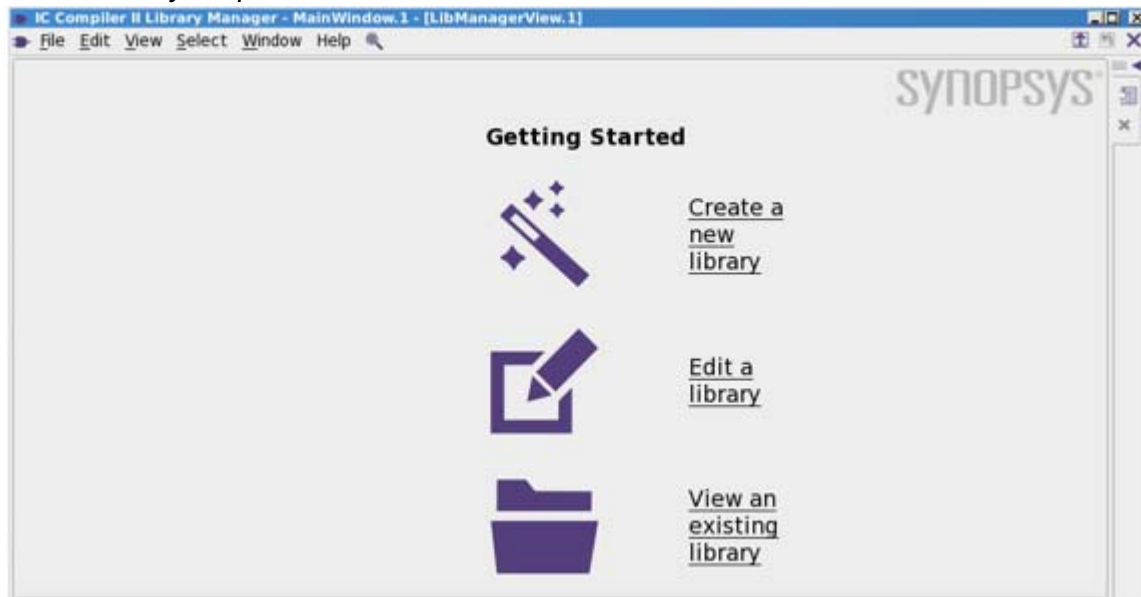 IC Compiler II Library Manager - MainWindow.1 - [LibManagerView.1]
File Edit View Select Window Help
SYNOPSYS
Getting Started
Create a
new
library
Edit a
library
View an
existing
library